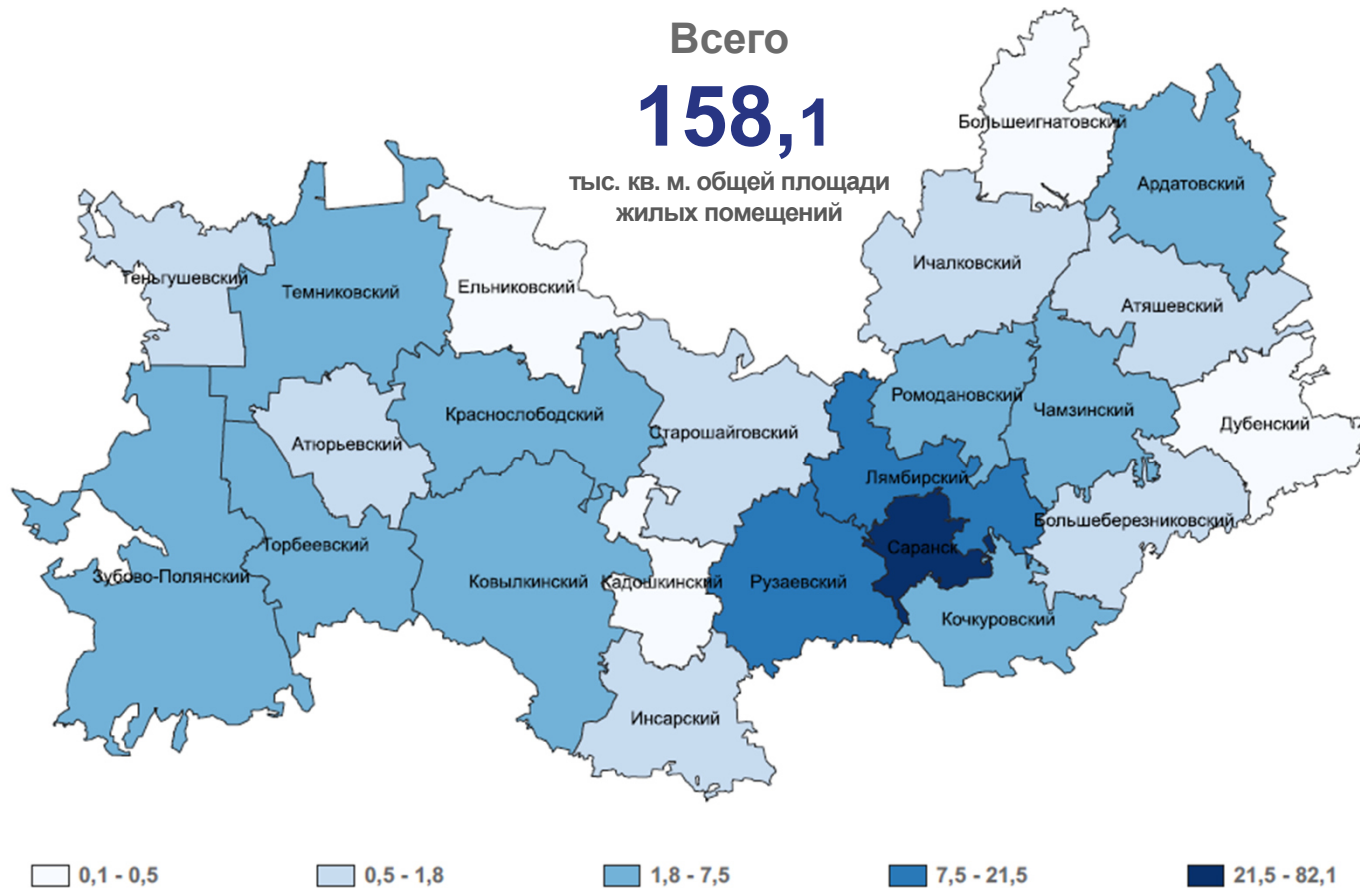 Всего
158,1
тыс. кв. м. общей площади
жилых помещений
Большеигнатовский
Ардатовский
Ичалковский
Теньгушевский
Темниковский
Ельниковский
Атяшевский
Ромодановский
Чамзинский
Краснослободский
Дубенский
Старошайговский
Атюрьевский
Лямбирский
Большеберезниковский
Торбеевский
Саранск
Зубово-Полянский
Ковылкинский
Кадошкинский
Рузаевский
Кочкуровский
Инсарский
0,1 - 0,5
0,5 - 1,8
1,8 - 7,5
7,5 - 21,5
21,5 - 82,1